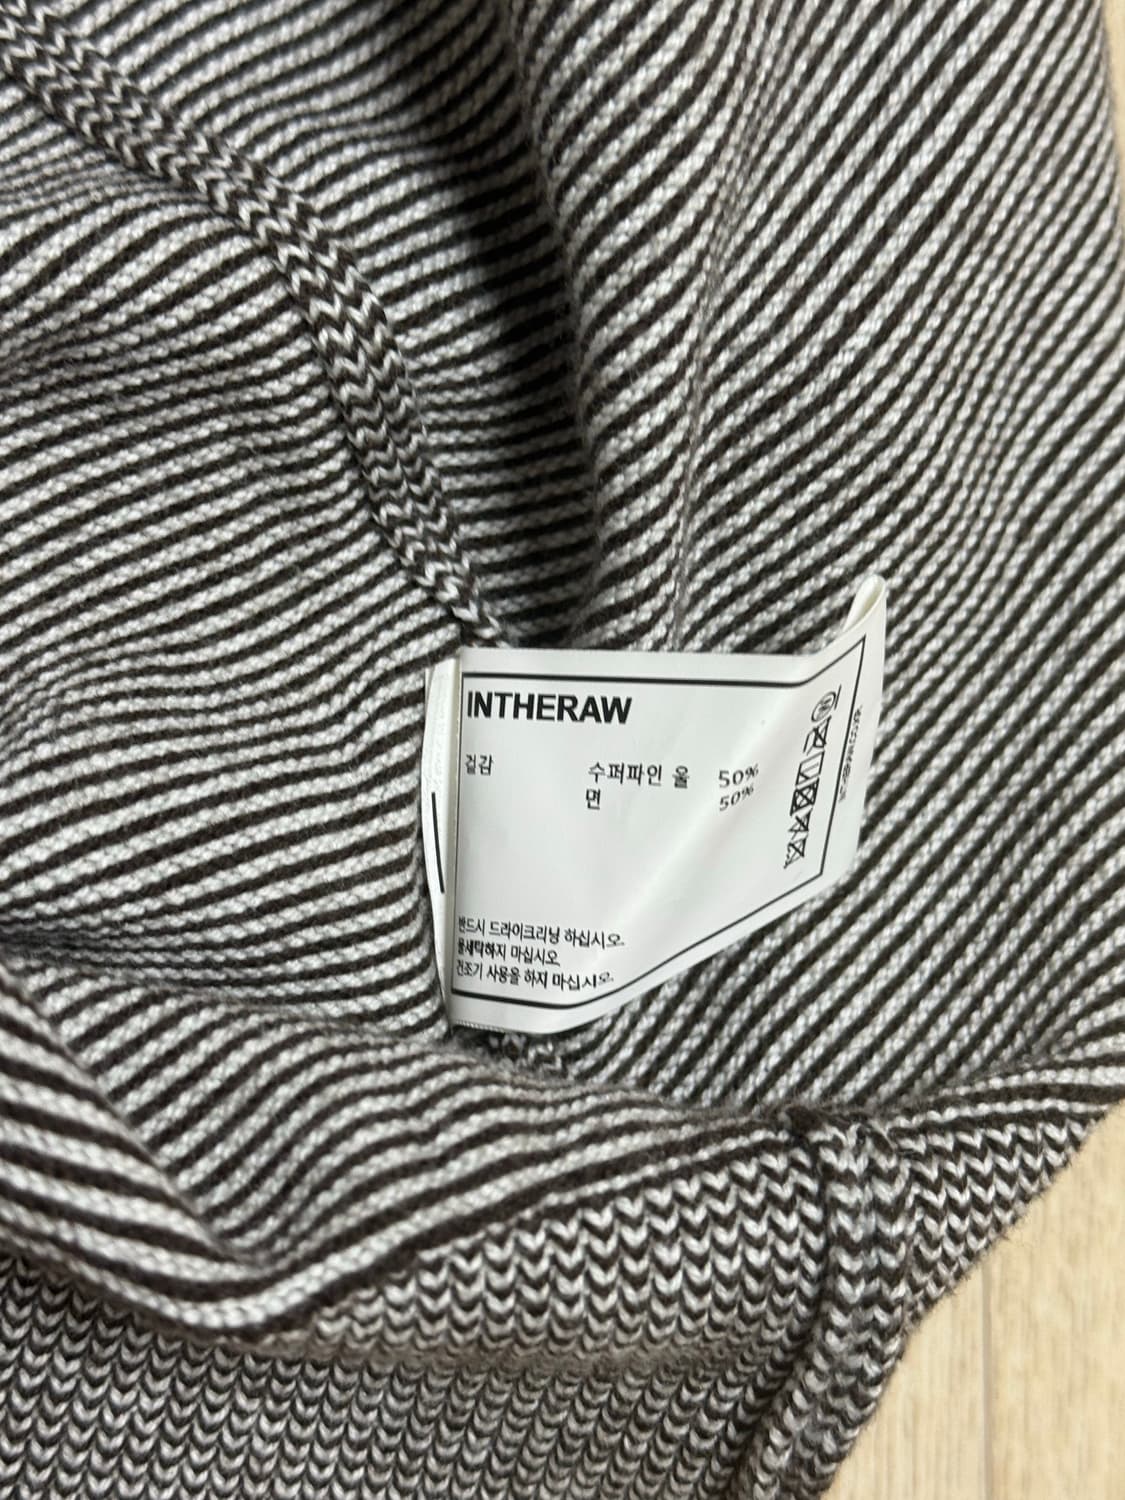 INTHERAW
겉감 수퍼파인 울 50%
면 50%
반드시 드라이크리닝 하십시오
물세탁하지 마십시오
건조기 사용을 하지 마십시오